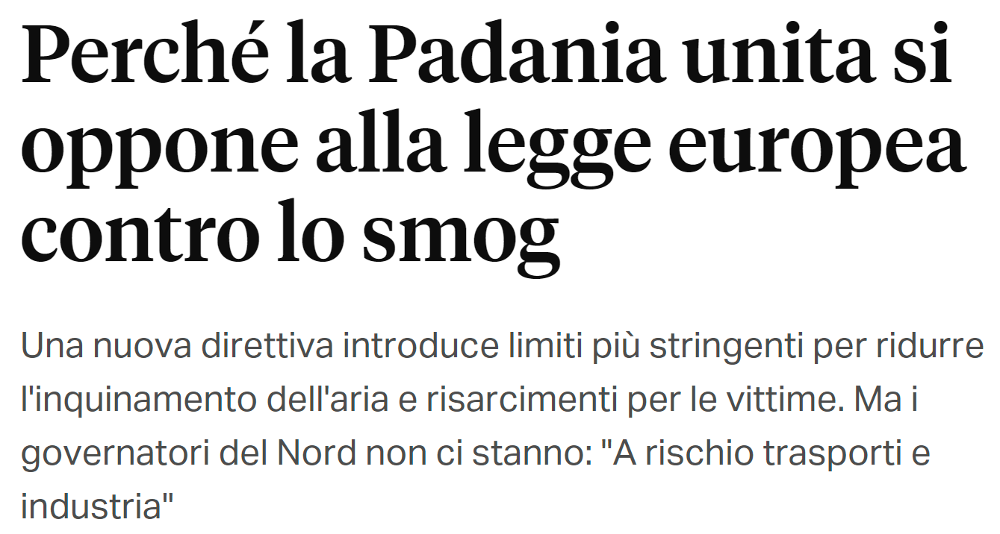 Perché la Padania unita si
oppone alla legge europea
contro lo smog
Una nuova direttiva introduce limiti più stringenti per ridurre
l'inquinamento dell'aria e risarcimenti per le vittime. Ma i
governatori del Nord non ci stanno: "A rischio trasporti e
industria"